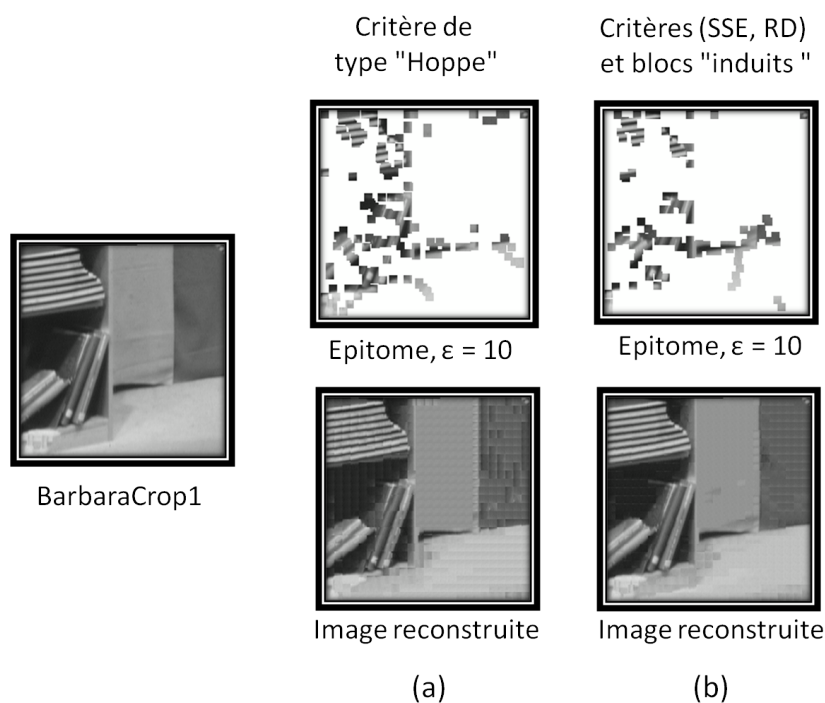 Critère de
type "Hoppe"
Critères (SSE, RD)
et blocs "induits "
Epitome, ε = 10
Epitome, ε = 10
BarbaraCrop1
Image reconstruite
Image reconstruite
(a)
(b)